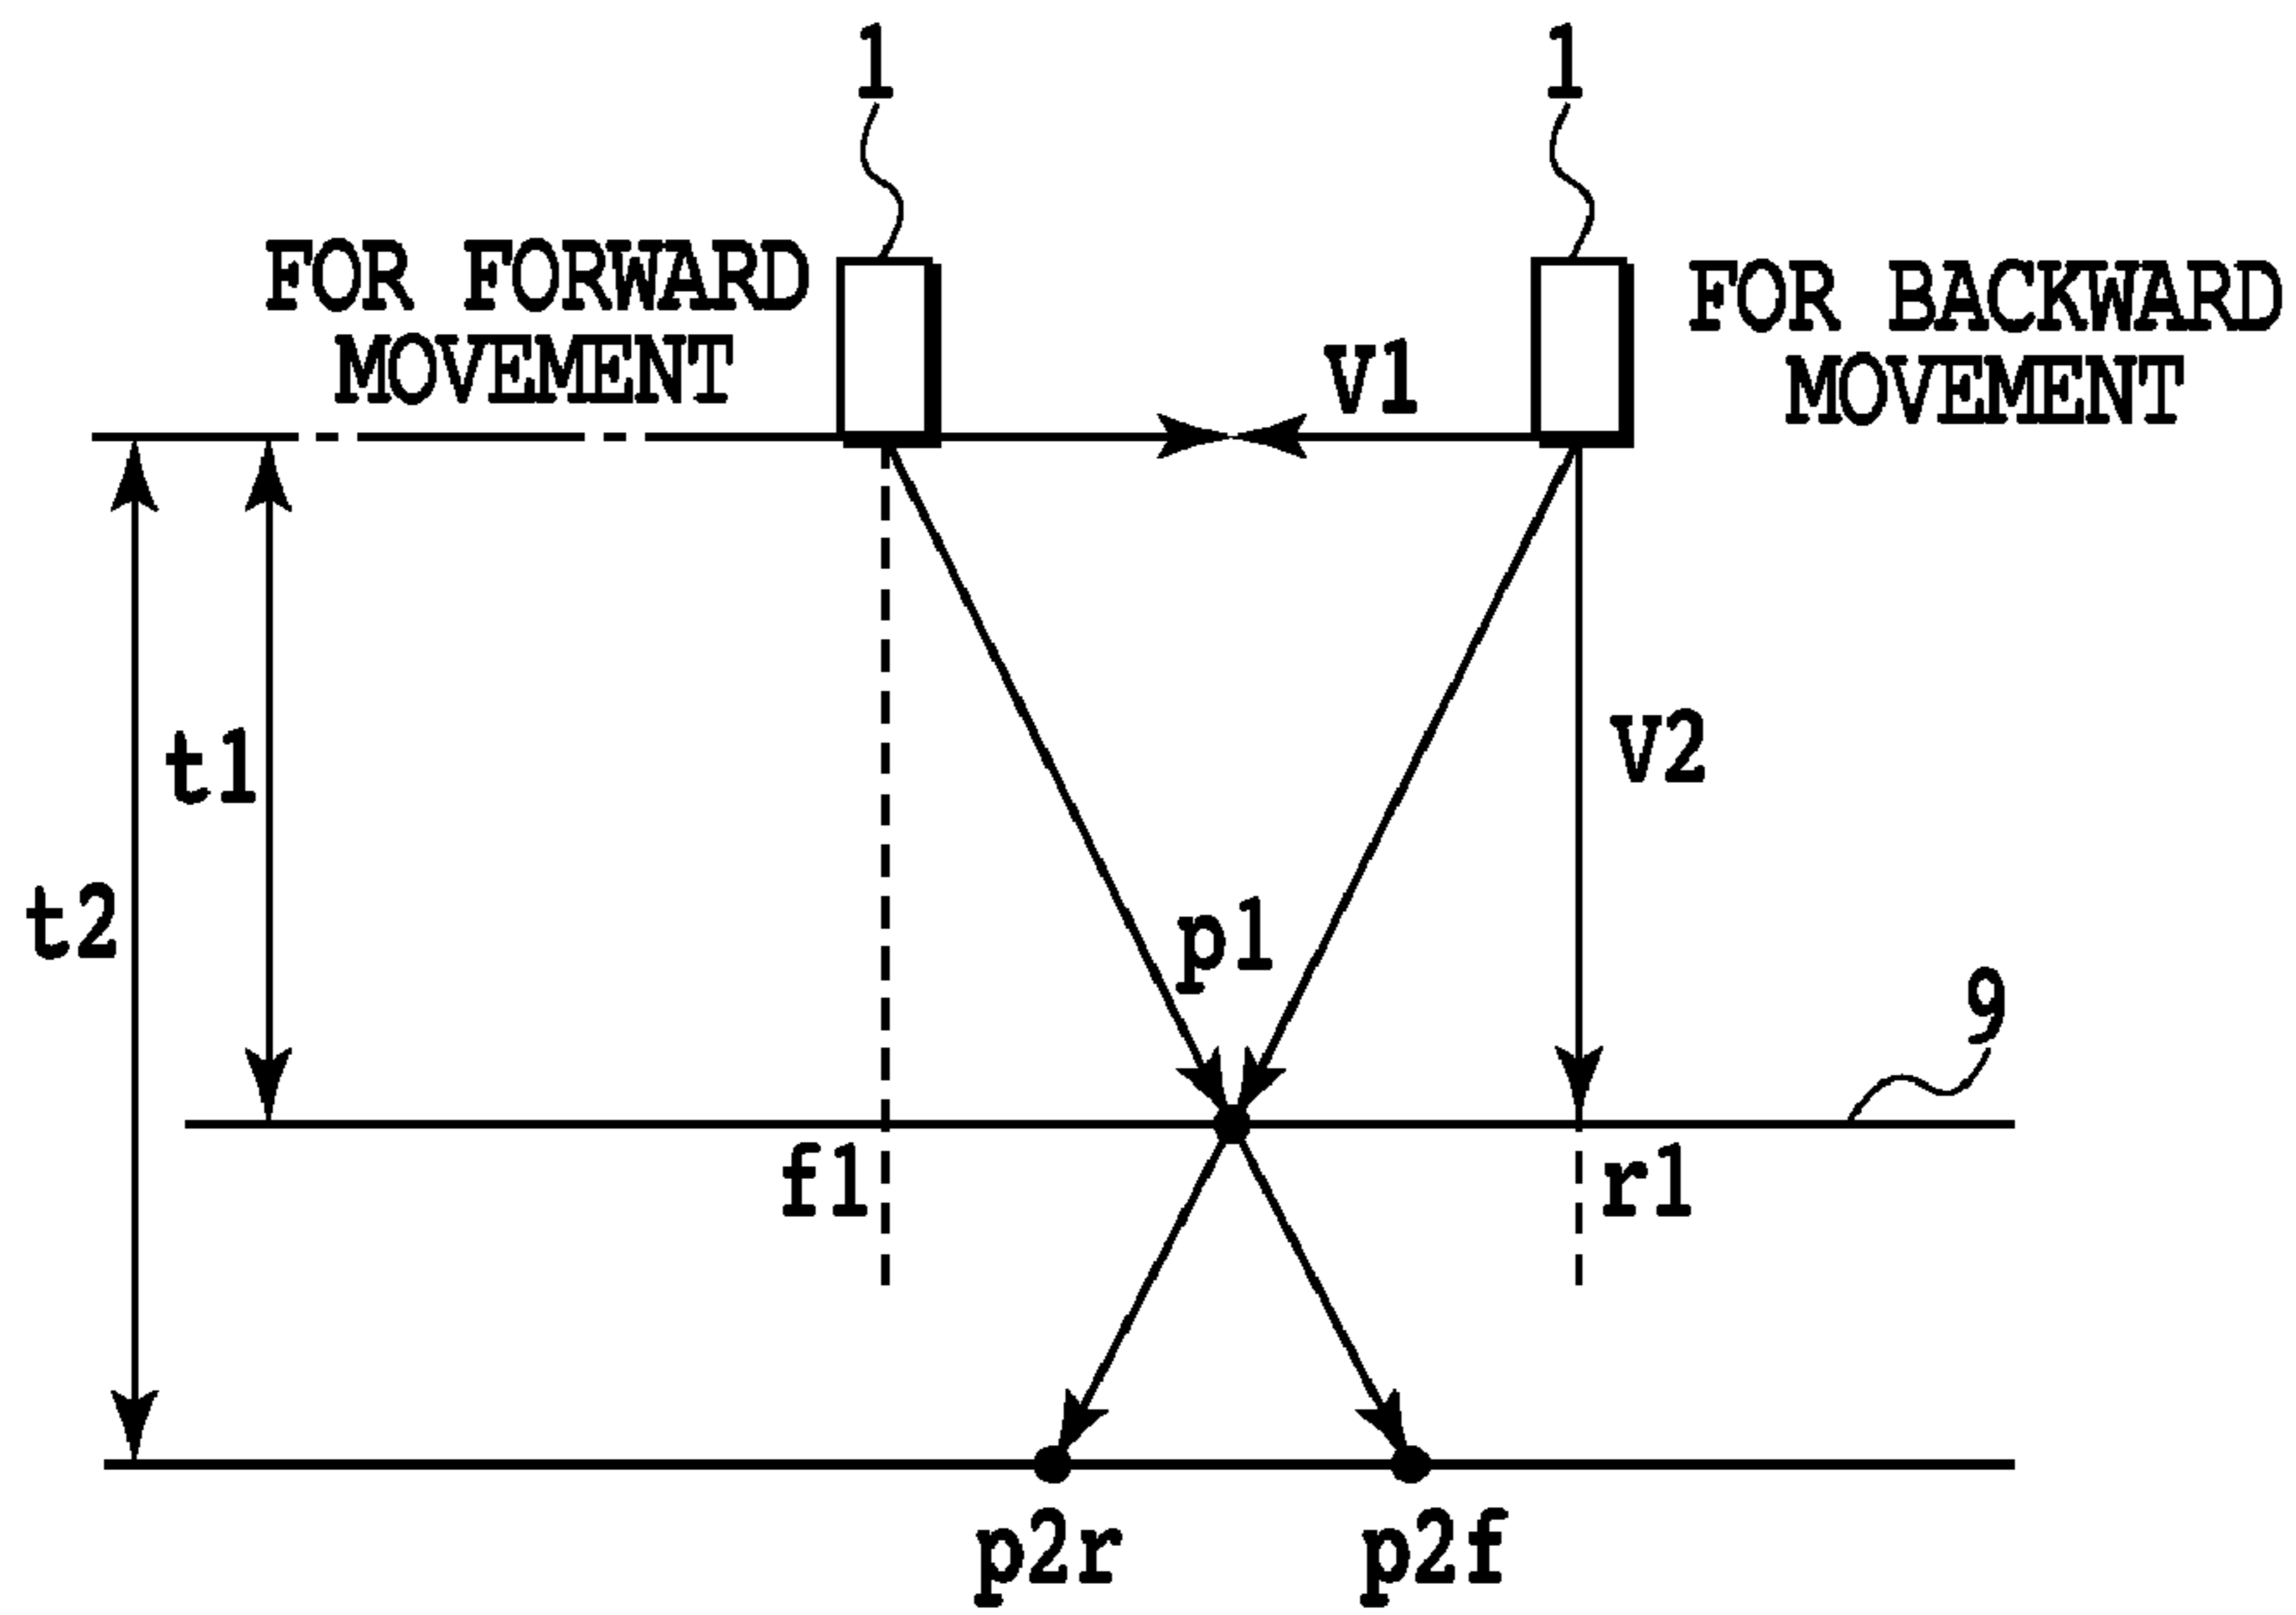 1
1
FOR FORWARD
MOVEMENT
FOR BACKWARD
MOVEMENT
v1
t1
v2
t2
p1
9
f1
r1
p2r
p2f